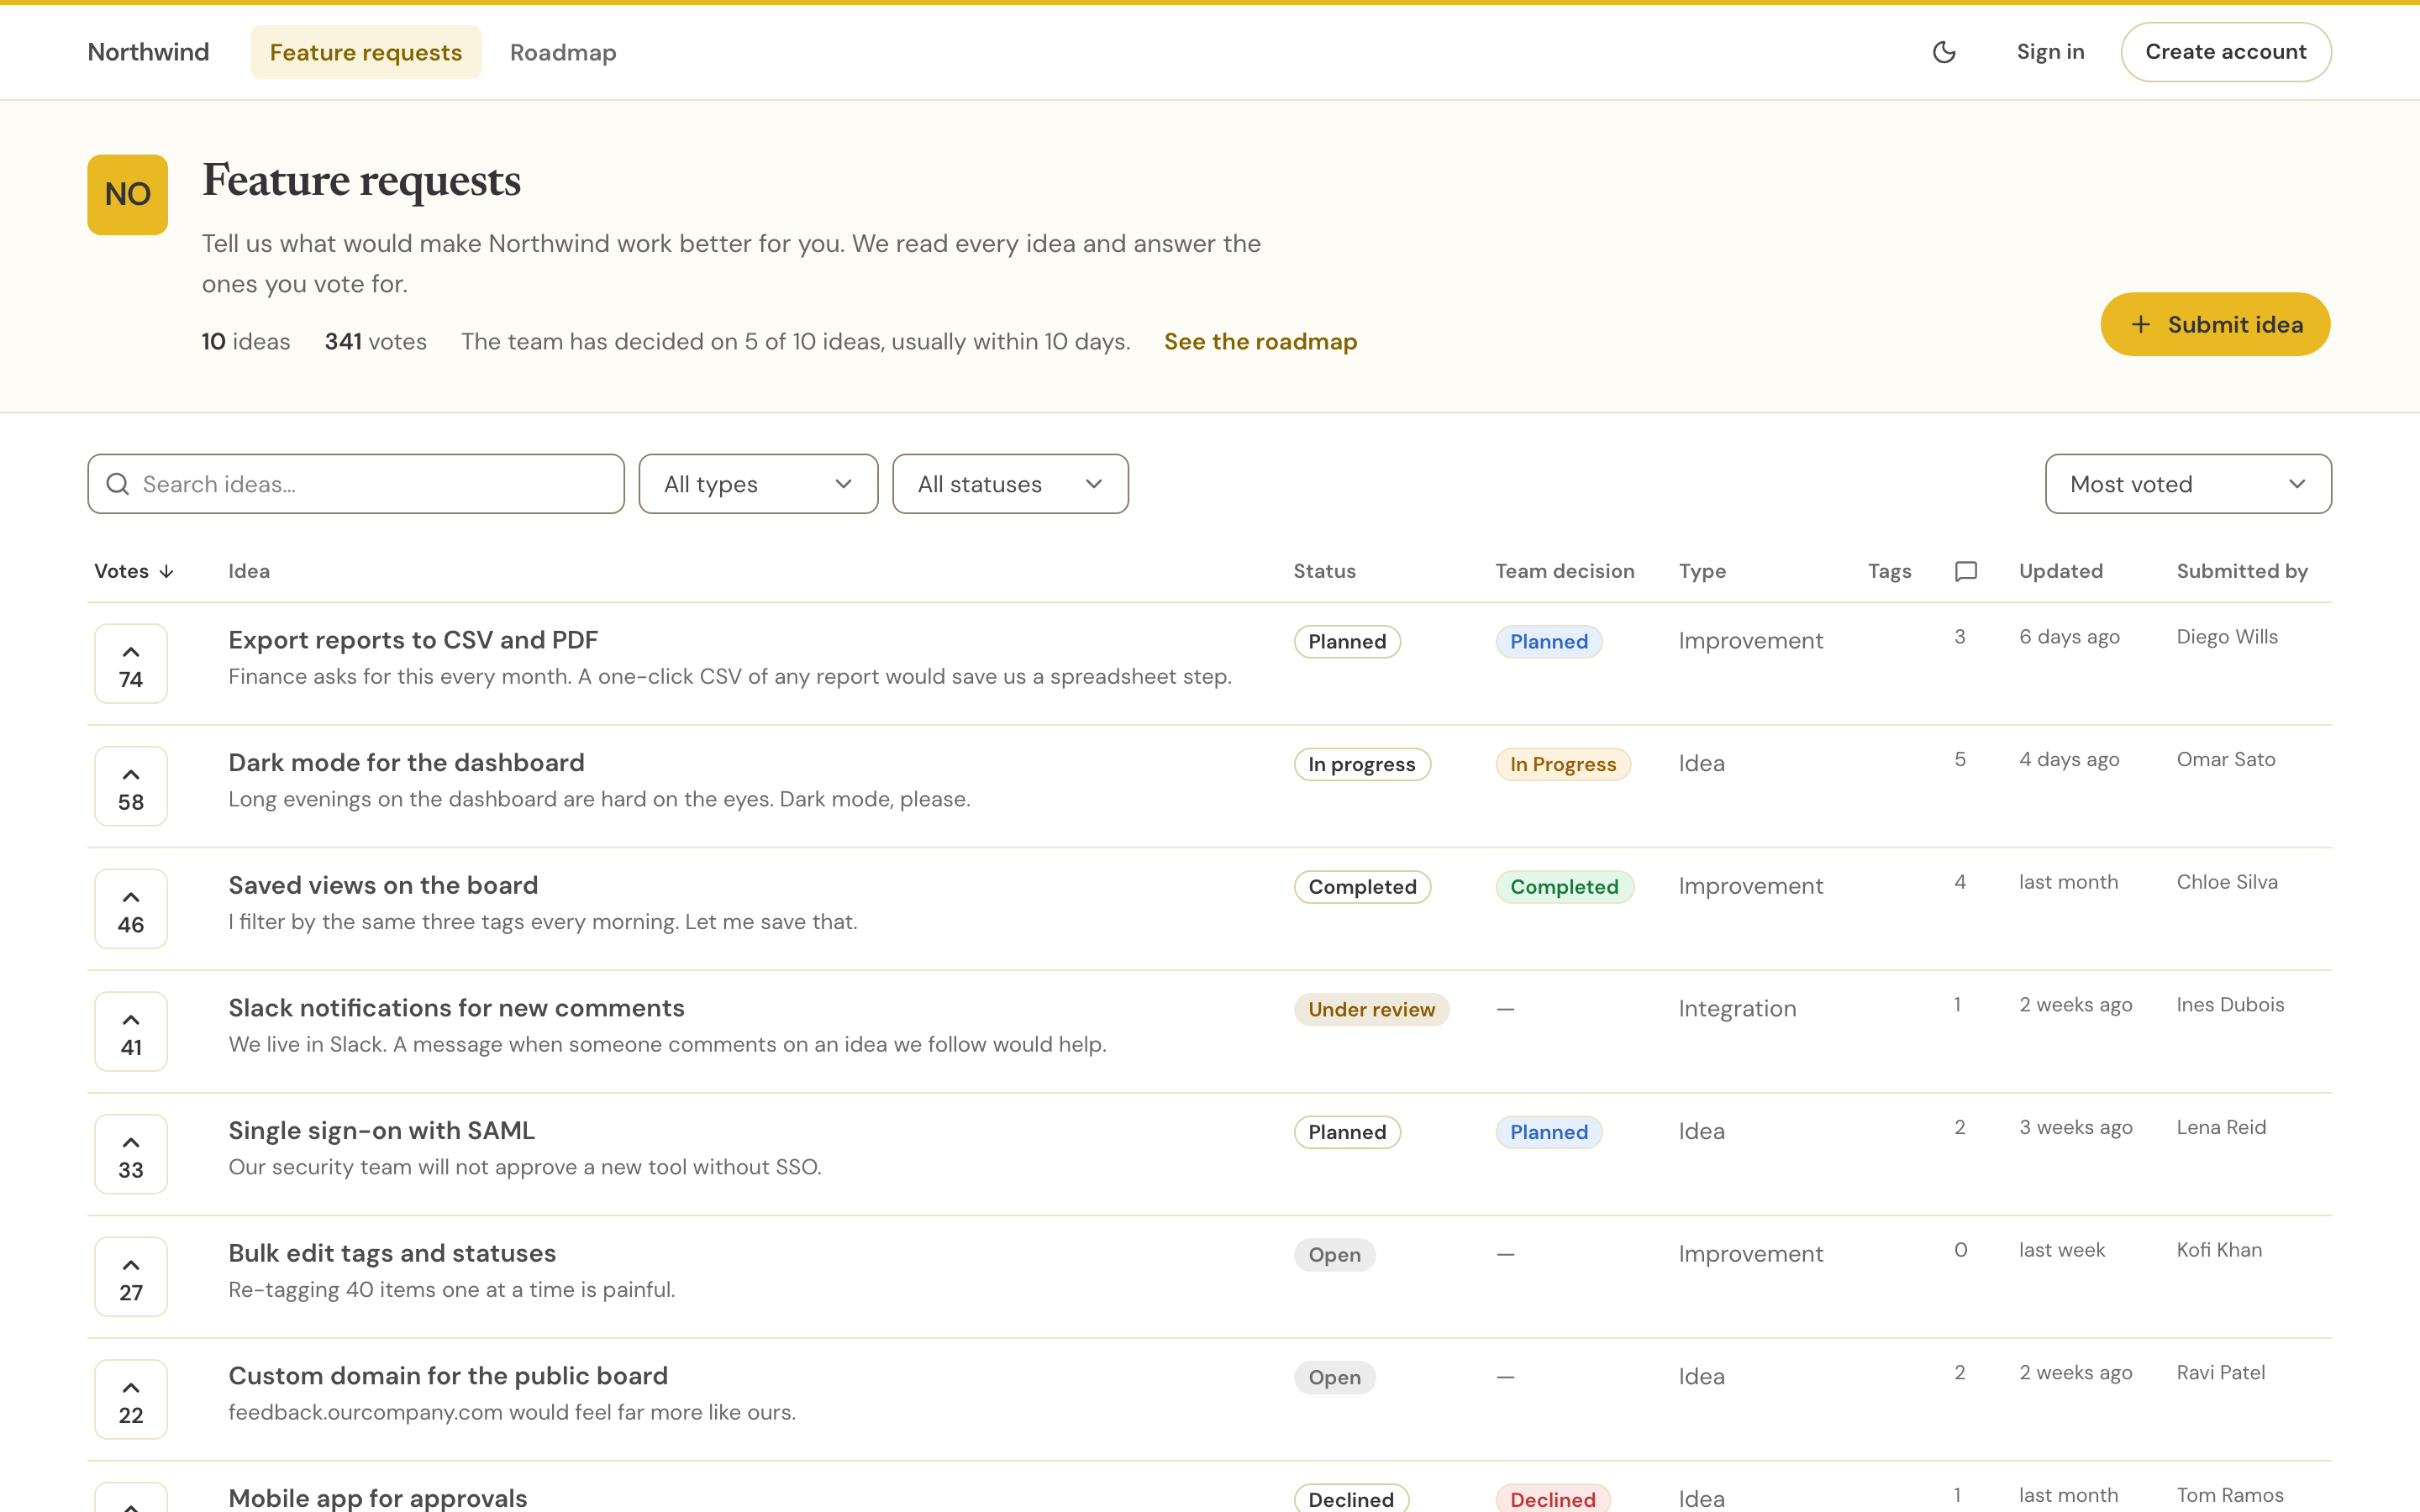 Northwind Feature requests Roadmap Sign in Create account
NO
Feature requests
Tell us what would make Northwind work better for you. We read every idea and answer the
ones you vote for.
10 ideas 341 votes The team has decided on 5 of 10 ideas, usually within 10 days. See the roadmap
Submit idea
Search ideas... All types All statuses Most voted
Votes Idea Status Team decision Type Tags Updated Submitted by
Export reports to CSV and PDF Planned Planned Improvement 3 6 days ago Diego Wills
74 Finance asks for this every month. A one-click CSV of any report would save us a spreadsheet step.
Dark mode for the dashboard In progress In Progress Idea 5 4 days ago Omar Sato
58 Long evenings on the dashboard are hard on the eyes. Dark mode, please.
Saved views on the board Completed Completed Improvement 4 last month Chloe Silva
46 I filter by the same three tags every morning. Let me save that.
Slack notifications for new comments Under review — Integration 1 2 weeks ago Ines Dubois
41 We live in Slack. A message when someone comments on an idea we follow would help.
Single sign-on with SAML Planned Planned Idea 2 3 weeks ago Lena Reid
33 Our security team will not approve a new tool without SSO.
Bulk edit tags and statuses Open — Improvement 0 last week Kofi Khan
27 Re-tagging 40 items one at a time is painful.
Custom domain for the public board Open — Idea 2 2 weeks ago Ravi Patel
22 feedback.ourcompany.com would feel far more like ours.
Mobile app for approvals Declined Declined Idea 1 last month Tom Ramos